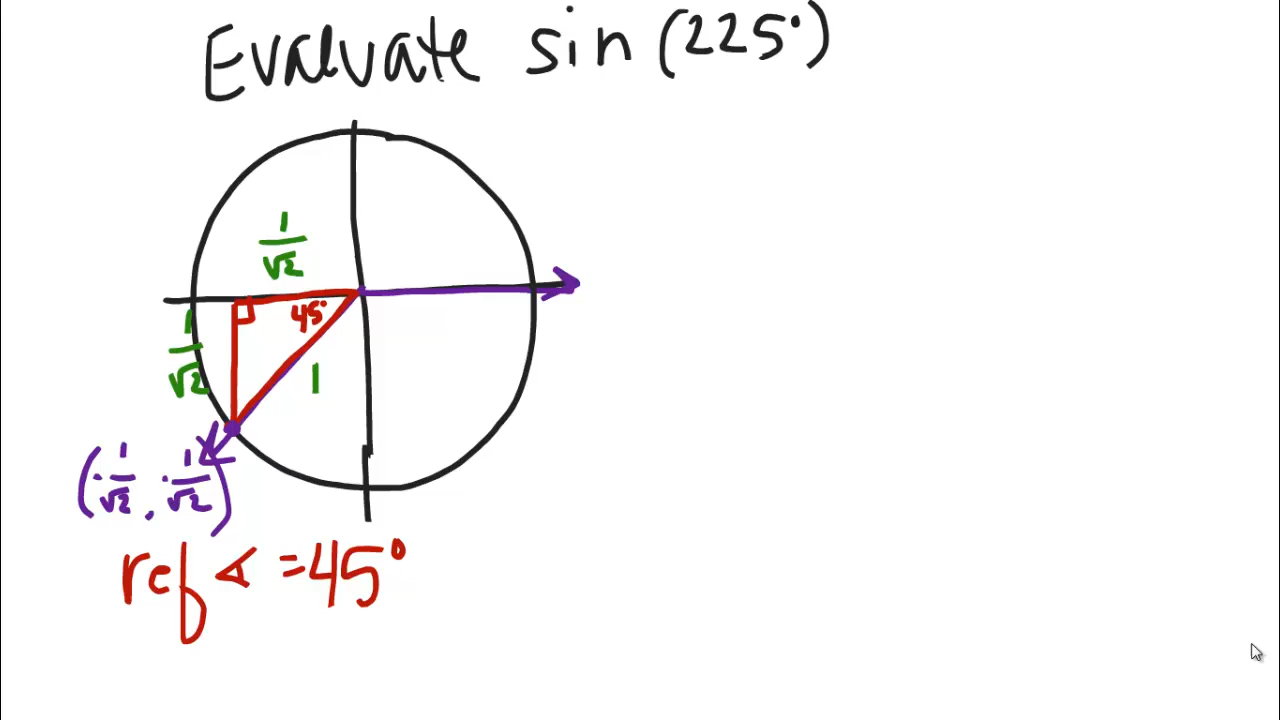 Evaluate sin (225°)
1/√2
45°
1/√2
1
(-1/√2, -1/√2)
ref ∢ = 45°